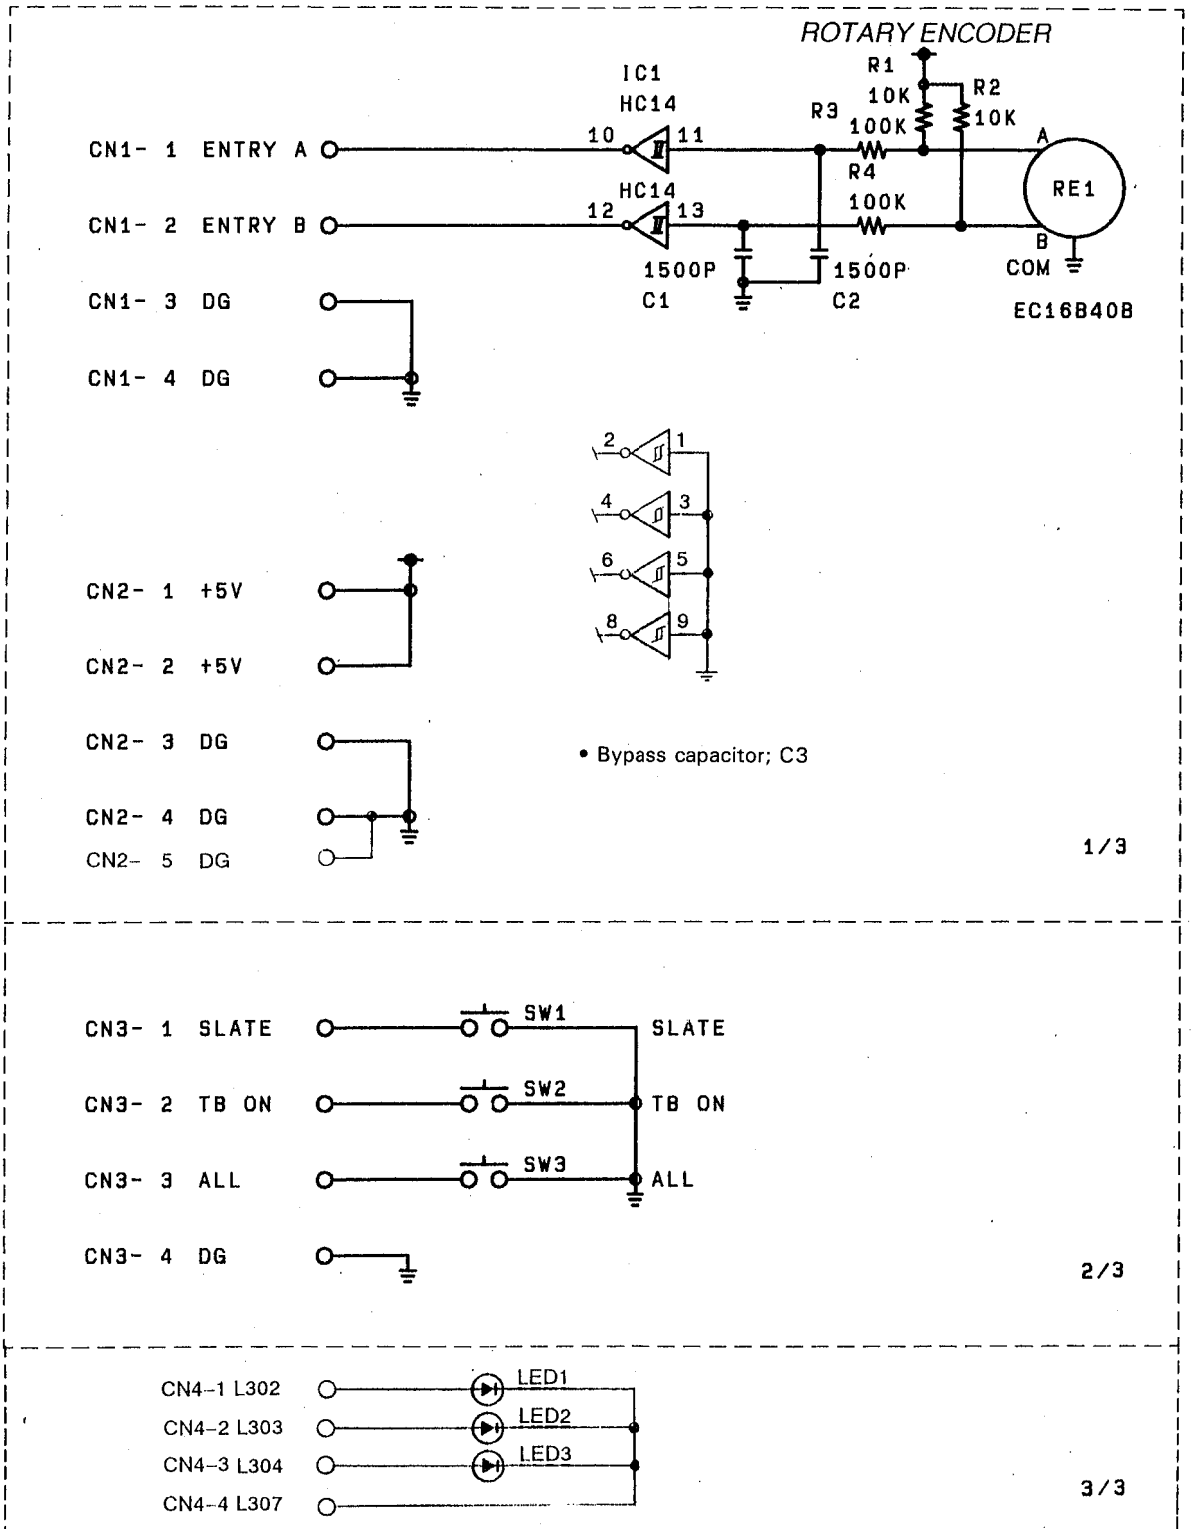 ROTARY ENCODER
R1
10K
R2
10K
IC1
HC14
R3
100K
CN1- 1 ENTRY A
10
11
A
R4
100K
RE1
HC14
CN1- 2 ENTRY B
12
13
B
COM
1500P
C1
1500P
C2
EC16B40B
CN1- 3 DG
CN1- 4 DG
2
1
4
3
6
5
8
9
CN2- 1 +5V
CN2- 2 +5V
CN2- 3 DG
• Bypass capacitor; C3
CN2- 4 DG
CN2- 5 DG
1/3
CN3- 1 SLATE
SW1
SLATE
CN3- 2 TB ON
SW2
TB ON
CN3- 3 ALL
SW3
ALL
CN3- 4 DG
2/3
CN4-1 L302
LED1
CN4-2 L303
LED2
CN4-3 L304
LED3
CN4-4 L307
3/3